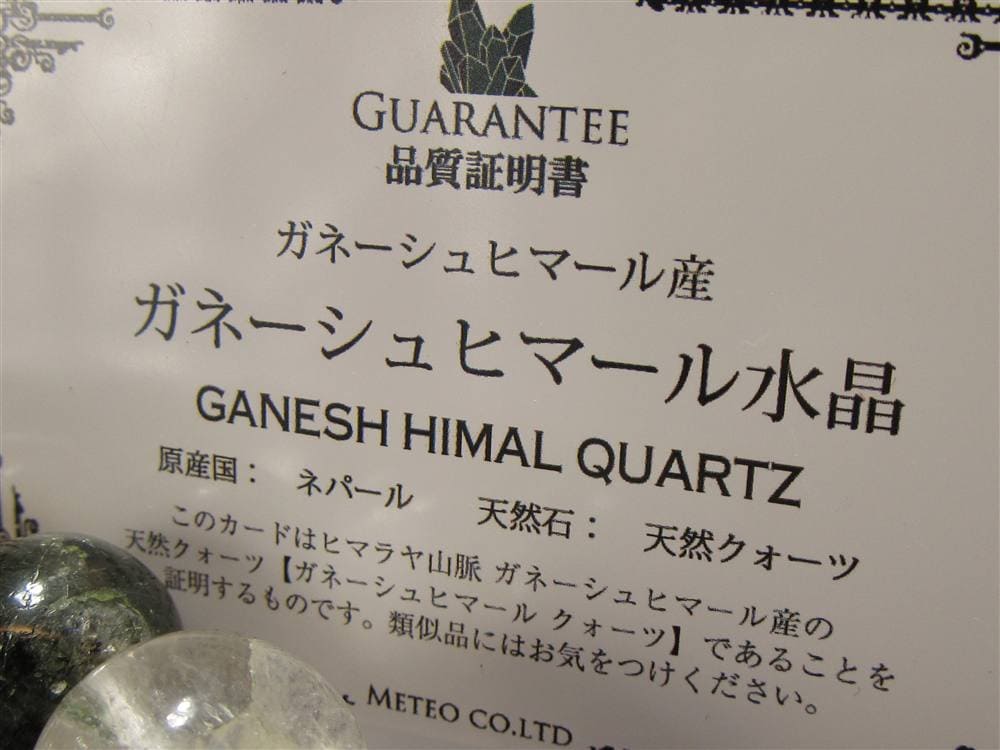 GUARANTEE
品質証明書
ガネーシュヒマール産
ガネーシュヒマール水晶
GANESH HIMAL QUARTZ
原産国： ネパール 天然石： 天然クォーツ
このカードはヒマラヤ山脈 ガネーシュヒマール産の
天然クォーツ【ガネーシュヒマール クォーツ】であることを
証明するものです。類似品にはお気をつけください。
METEO CO.LTD